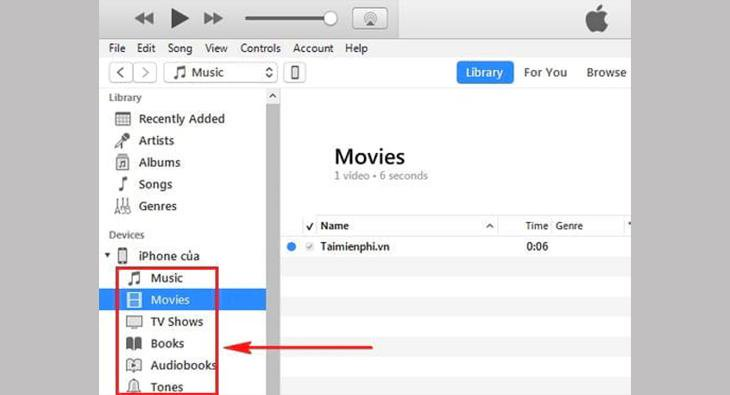 File Edit Song View Controls Account Help
Music Library For You Browse
Library
Recently Added
Artists
Albums
Songs
Genres
Devices
iPhone của
Music
Movies
TV Shows
Books
Audiobooks
Tones
Movies
1 video • 6 seconds
Name Time Genre
Taimienphi.vn 0:06